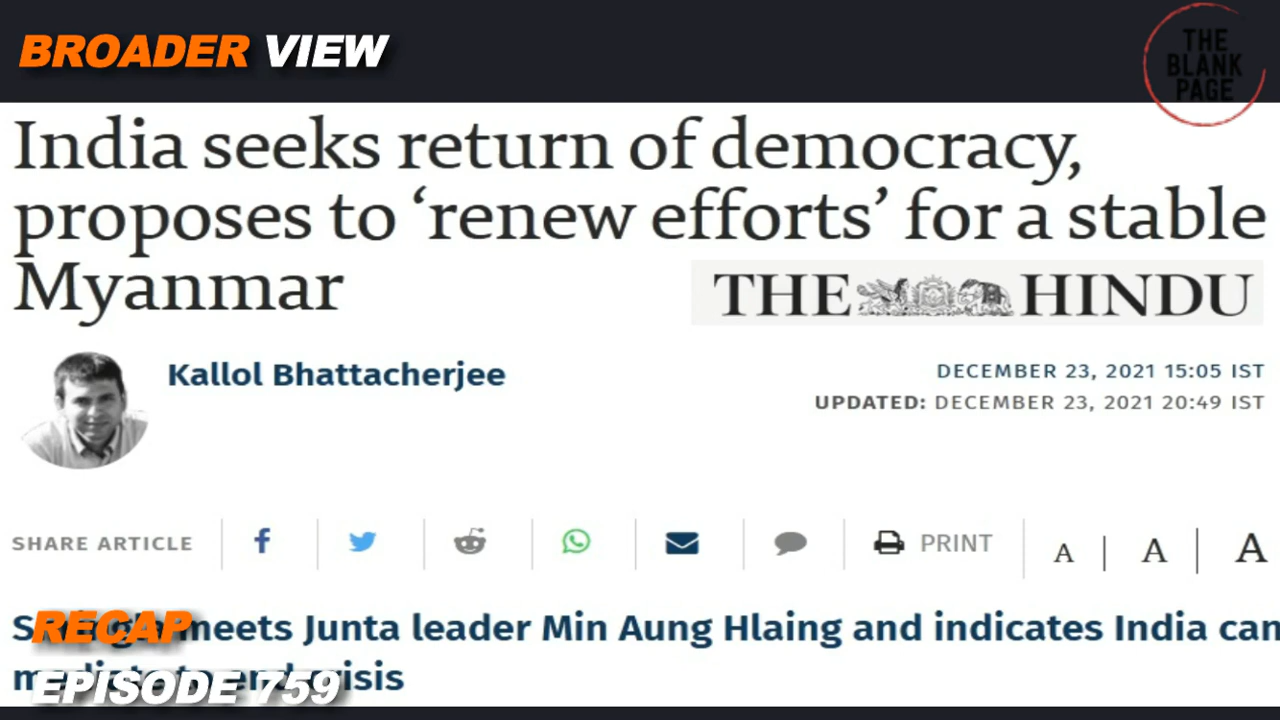 BROADER VIEW
THE
BLANK
PAGE
India seeks return of democracy,
proposes to ‘renew efforts’ for a stable
Myanmar
THE HINDU
Kallol Bhattacherjee
DECEMBER 23, 2021 15:05 IST
UPDATED: DECEMBER 23, 2021 20:49 IST
SHARE ARTICLE
PRINT
A A A
meets Junta leader Min Aung Hlaing and indicates India can
RECAP
EPISODE 759